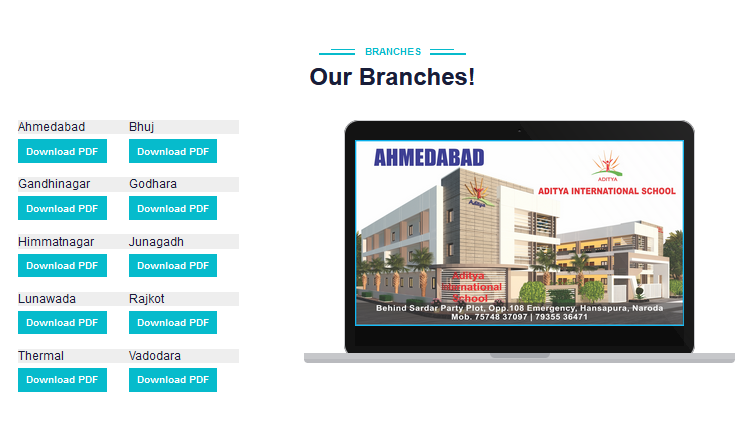 BRANCHES
Our Branches!
Ahmedabad Bhuj
Download PDF Download PDF
Gandhinagar Godhara
Download PDF Download PDF
Himmatnagar Junagadh
Download PDF Download PDF
Lunawada Rajkot
Download PDF Download PDF
Thermal Vadodara
Download PDF Download PDF
AHMEDABAD
ADITYA
ADITYA INTERNATIONAL SCHOOL
Aditya
Aditya
International
School
Behind Sardar Party Plot, Opp.108 Emergency, Hansapura, Naroda
Mob. 75748 37097 | 79355 36471